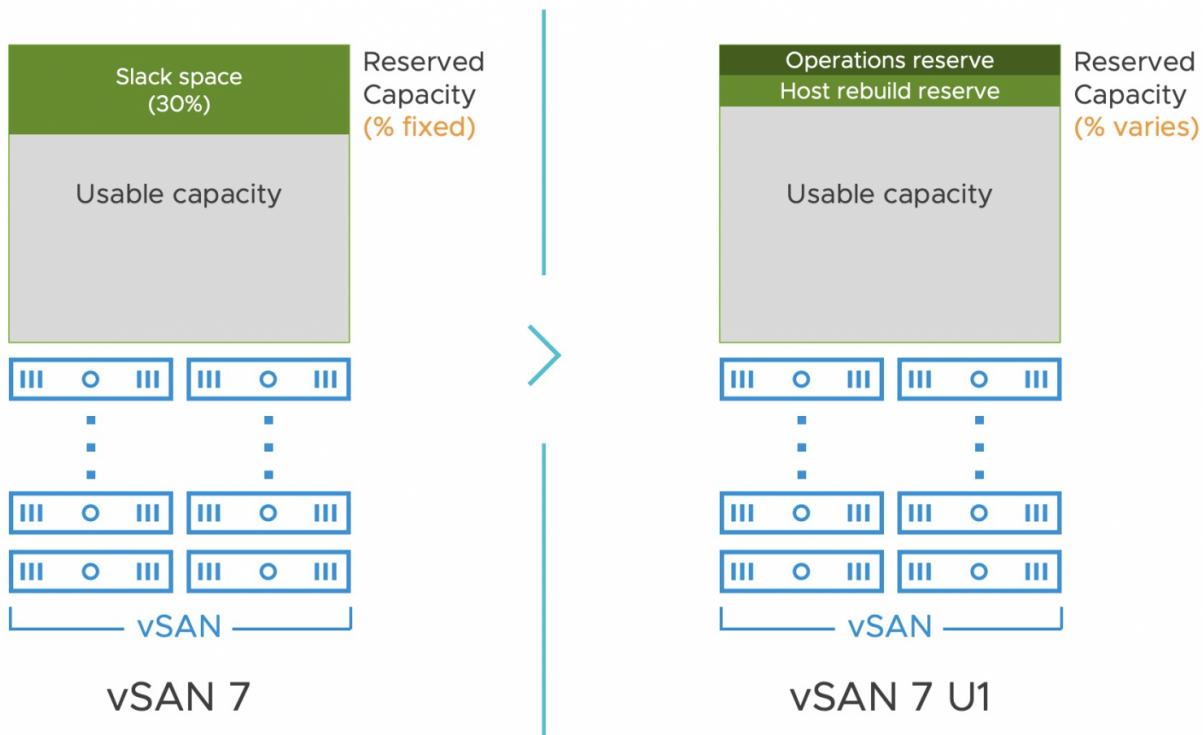 Slack space
(30%)
Reserved
Capacity
(% fixed)
Usable capacity
vSAN
vSAN 7
Operations reserve
Host rebuild reserve
Reserved
Capacity
(% varies)
Usable capacity
vSAN
vSAN 7 U1